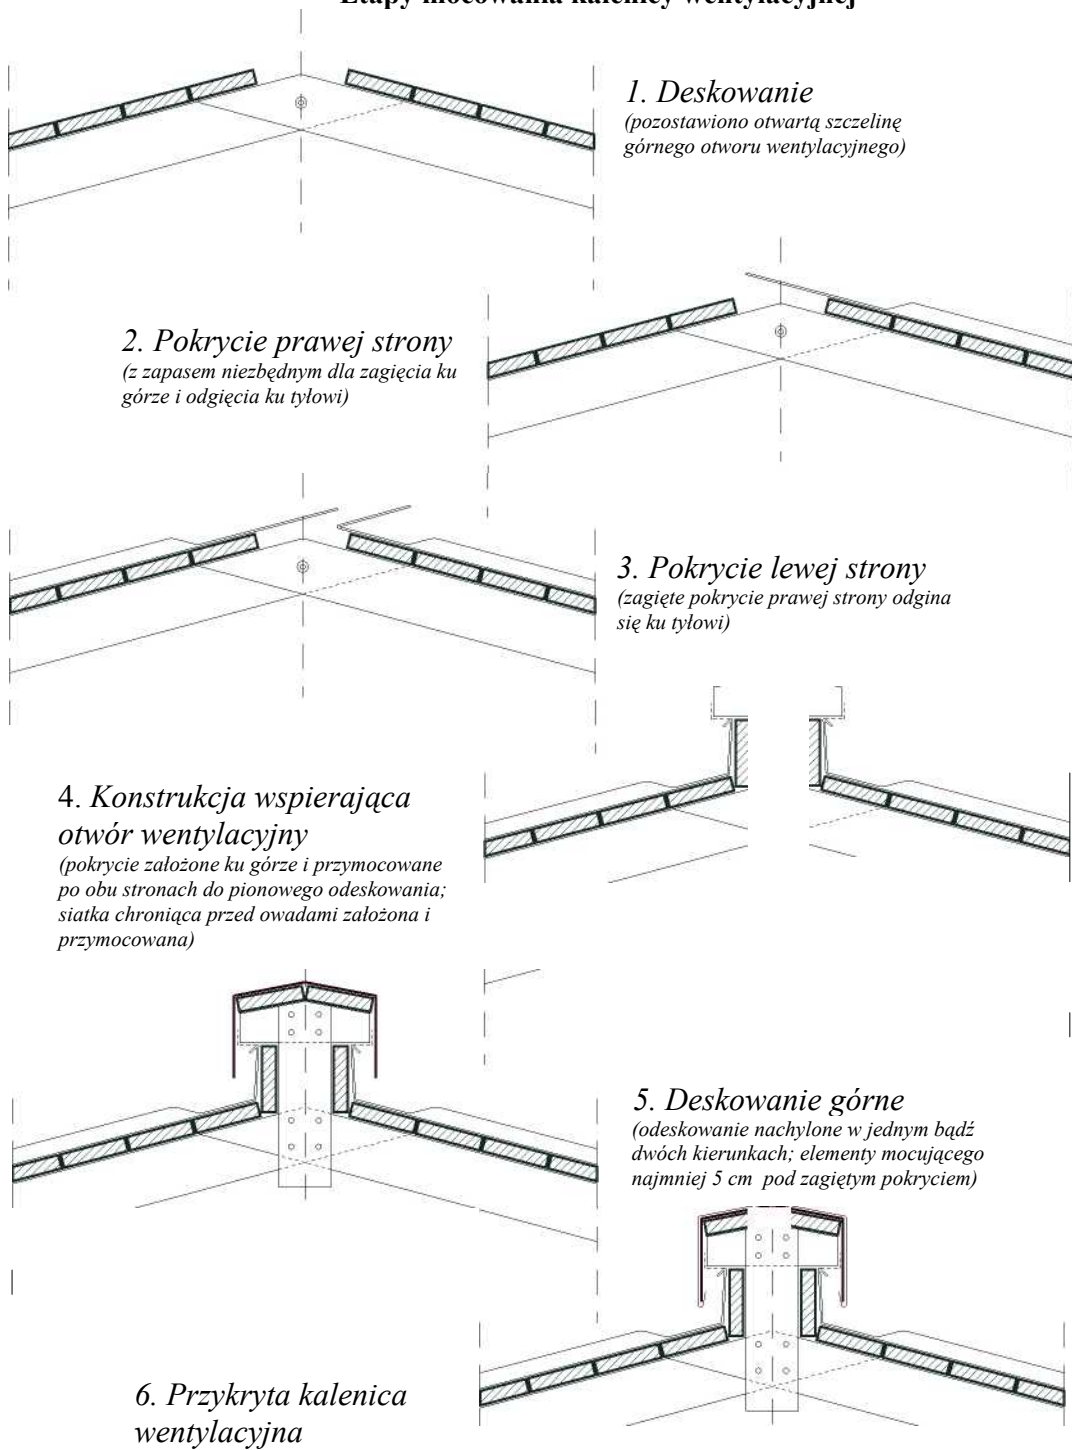 Etapy mocowania kalenicy wentylacyjnej
1. Deskowanie
(pozostawiono otwartą szczelinę
górnego otworu wentylacyjnego)
2. Pokrycie prawej strony
(z zapasem niezbędnym dla zagięcia ku
górze i odgięcia ku tyłowi)
3. Pokrycie lewej strony
(zagięte pokrycie prawej strony odgina
się ku tyłowi)
4. Konstrukcja wspierająca
otwór wentylacyjny
(pokrycie założone ku górze i przymocowane
po obu stronach do pionowego odeskowania;
siatka chroniąca przed owadami założona i
przymocowana)
5. Deskowanie górne
(odeskowanie nachylone w jednym bądź
dwóch kierunkach; elementy mocującego
najmniej 5 cm pod zagiętym pokryciem)
6. Przykryta kalenica
wentylacyjna